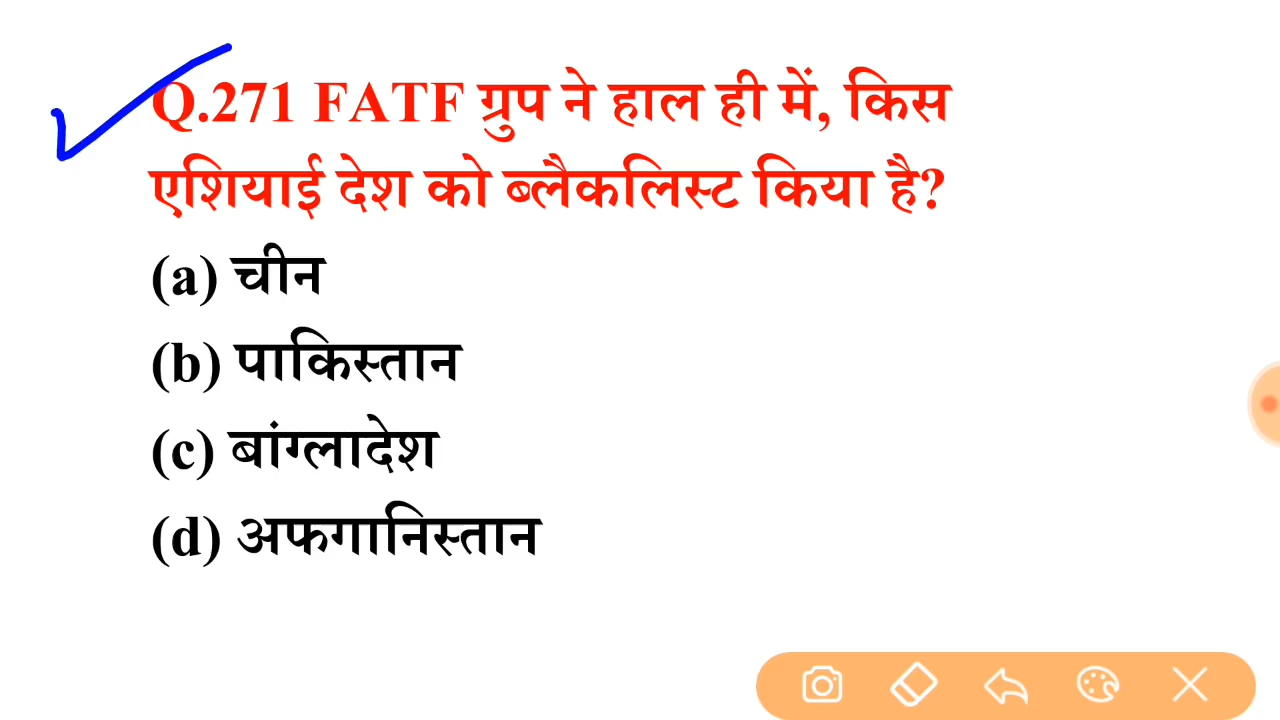 Q.271 FATF ग्रुप ने हाल ही में, किस
एशियाई देश को ब्लैकलिस्ट किया है?
(a) चीन
(b) पाकिस्तान
(c) बांग्लादेश
(d) अफगानिस्तान